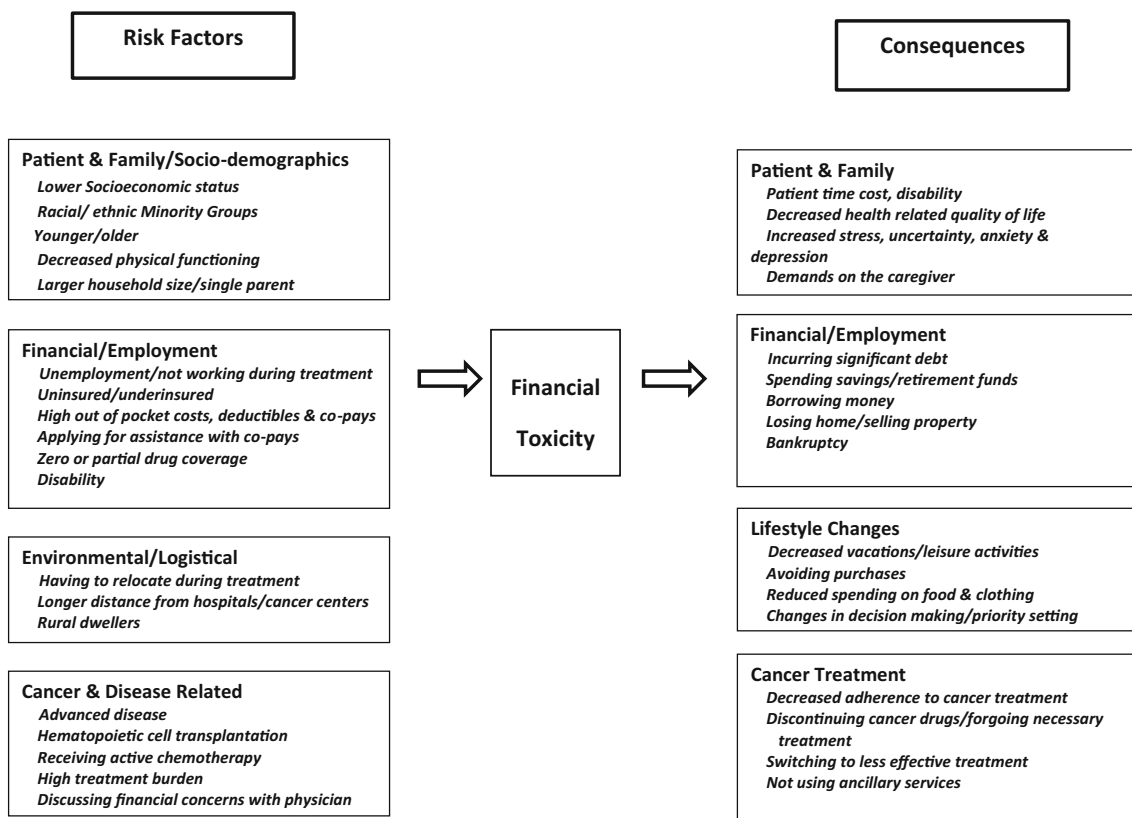 Risk Factors
Consequences
Patient & Family/Socio-demographics
Lower Socioeconomic status
Racial/ ethnic Minority Groups
Younger/older
Decreased physical functioning
Larger household size/single parent
Financial/Employment
Unemployment/not working during treatment
Uninsured/underinsured
High out of pocket costs, deductibles & co-pays
Applying for assistance with co-pays
Zero or partial drug coverage
Disability
Environmental/Logistical
Having to relocate during treatment
Longer distance from hospitals/cancer centers
Rural dwellers
Cancer & Disease Related
Advanced disease
Hematopoietic cell transplantation
Receiving active chemotherapy
High treatment burden
Discussing financial concerns with physician
Financial
Toxicity
Patient & Family
Patient time cost, disability
Decreased health related quality of life
Increased stress, uncertainty, anxiety &
depression
Demands on the caregiver
Financial/Employment
Incurring significant debt
Spending savings/retirement funds
Borrowing money
Losing home/selling property
Bankruptcy
Lifestyle Changes
Decreased vacations/leisure activities
Avoiding purchases
Reduced spending on food & clothing
Changes in decision making/priority setting
Cancer Treatment
Decreased adherence to cancer treatment
Discontinuing cancer drugs/forgoing necessary
treatment
Switching to less effective treatment
Not using ancillary services